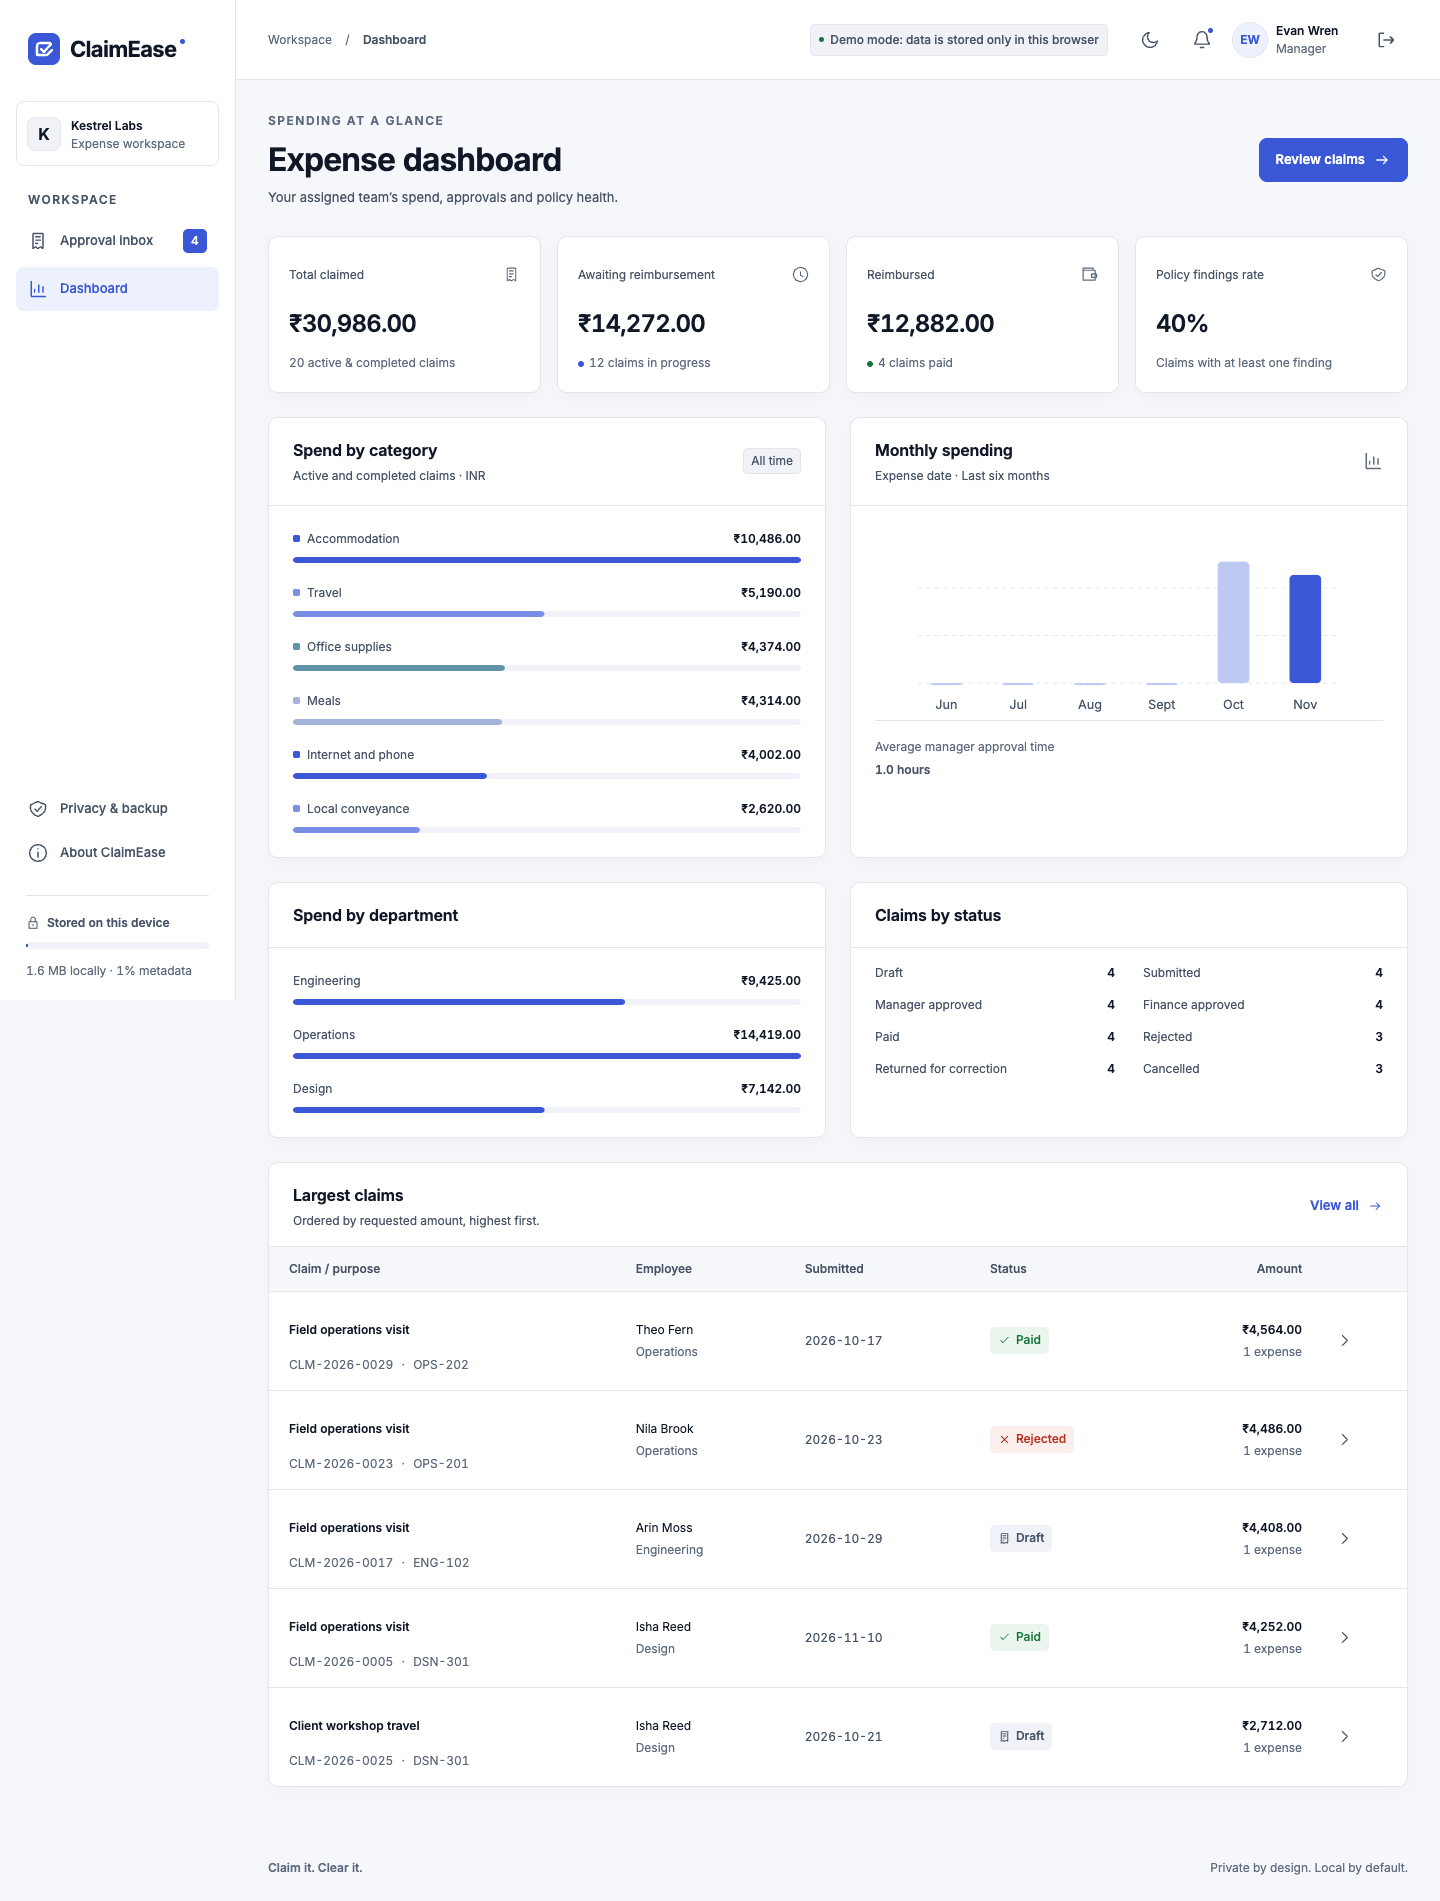 ClaimEase
K
Kestrel Labs
Expense workspace
WORKSPACE
Approval inbox 4
Dashboard
Privacy & backup
About ClaimEase
Stored on this device
1.6 MB locally · 1% metadata
Workspace / Dashboard
Demo mode: data is stored only in this browser
EW
Evan Wren
Manager
SPENDING AT A GLANCE
Expense dashboard
Your assigned team’s spend, approvals and policy health.
Review claims
Total claimed
₹30,986.00
20 active & completed claims
Awaiting reimbursement
₹14,272.00
12 claims in progress
Reimbursed
₹12,882.00
4 claims paid
Policy findings rate
40%
Claims with at least one finding
Spend by category
Active and completed claims · INR
All time
Accommodation ₹10,486.00
Travel ₹5,190.00
Office supplies ₹4,374.00
Meals ₹4,314.00
Internet and phone ₹4,002.00
Local conveyance ₹2,620.00
Monthly spending
Expense date · Last six months
Jun Jul Aug Sept Oct Nov
Average manager approval time
1.0 hours
Spend by department
Engineering ₹9,425.00
Operations ₹14,419.00
Design ₹7,142.00
Claims by status
Draft 4 Submitted 4
Manager approved 4 Finance approved 4
Paid 4 Rejected 3
Returned for correction 4 Cancelled 3
Largest claims
Ordered by requested amount, highest first.
View all
Claim / purpose Employee Submitted Status Amount
Field operations visit
CLM-2026-0029 · OPS-202
Theo Fern
Operations
2026-10-17
Paid
₹4,564.00
1 expense
Field operations visit
CLM-2026-0023 · OPS-201
Nila Brook
Operations
2026-10-23
Rejected
₹4,486.00
1 expense
Field operations visit
CLM-2026-0017 · ENG-102
Arin Moss
Engineering
2026-10-29
Draft
₹4,408.00
1 expense
Field operations visit
CLM-2026-0005 · DSN-301
Isha Reed
Design
2026-11-10
Paid
₹4,252.00
1 expense
Client workshop travel
CLM-2026-0025 · DSN-301
Isha Reed
Design
2026-10-21
Draft
₹2,712.00
1 expense
Claim it. Clear it.
Private by design. Local by default.